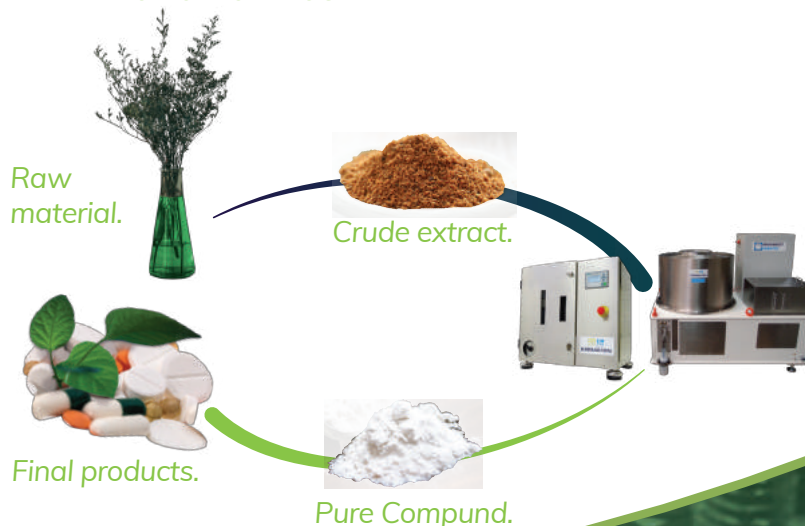 Raw
material.
Crude extract.
Final products.
Pure Compund.